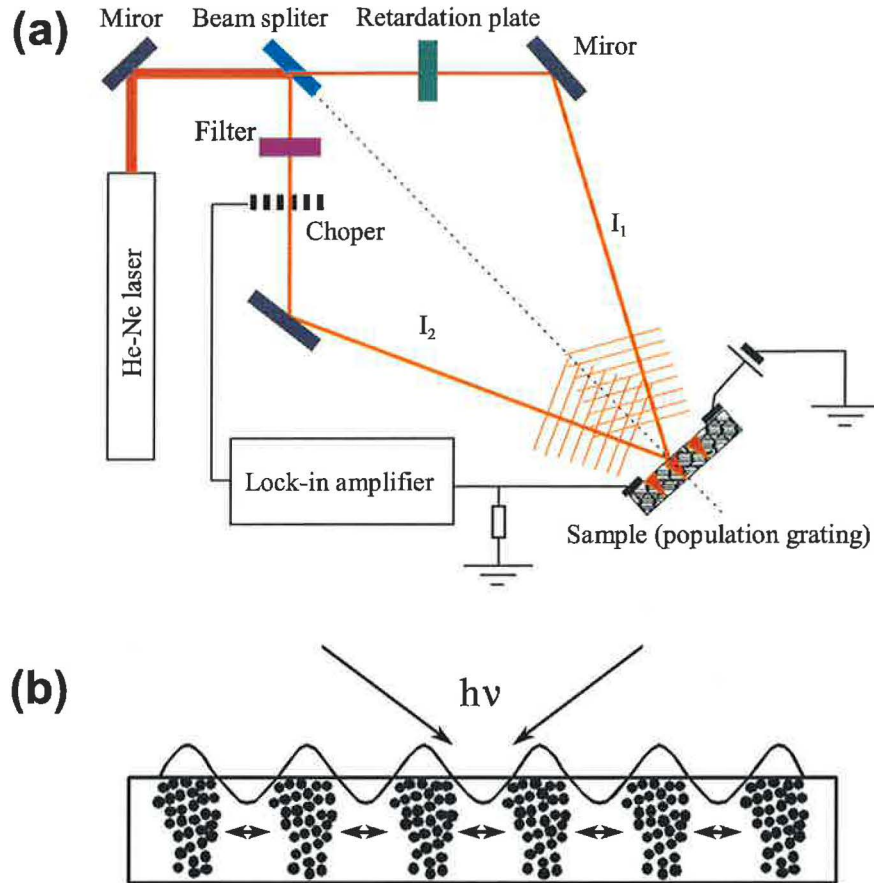 (a)
Miror
Beam spliter
Retardation plate
Miror
Filter
Choper
I₁
He-Ne laser
I₂
Lock-in amplifier
Sample (population grating)
(b)
hν